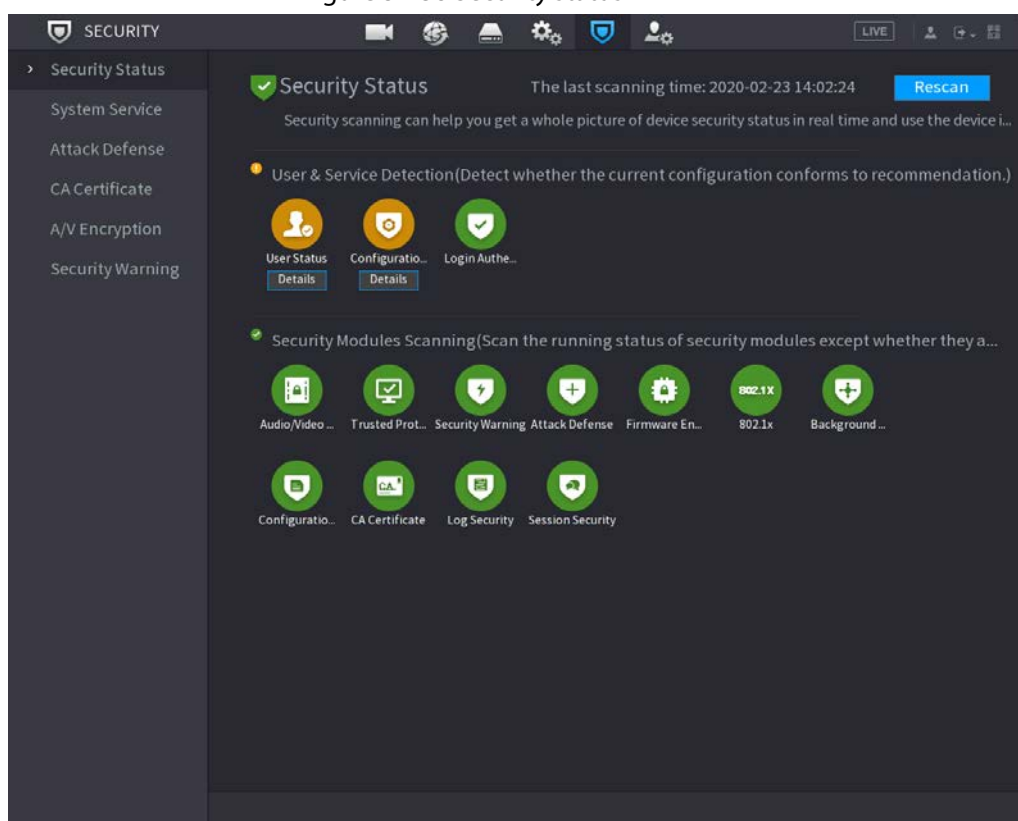 SECURITY
LIVE
Security Status
System Service
Attack Defense
CA Certificate
A/V Encryption
Security Warning
Security Status The last scanning time: 2020-02-23 14:02:24 Rescan
Security scanning can help you get a whole picture of device security status in real time and use the device i...
User & Service Detection(Detect whether the current configuration conforms to recommendation.)
User Status Configuratio... Login Authe...
Details Details
Security Modules Scanning(Scan the running status of security modules except whether they a...
802.1X
Audio/Video ... Trusted Prot... Security Warning Attack Defense Firmware En... 802.1x Background ...
CA.
Configuratio... CA Certificate Log Security Session Security